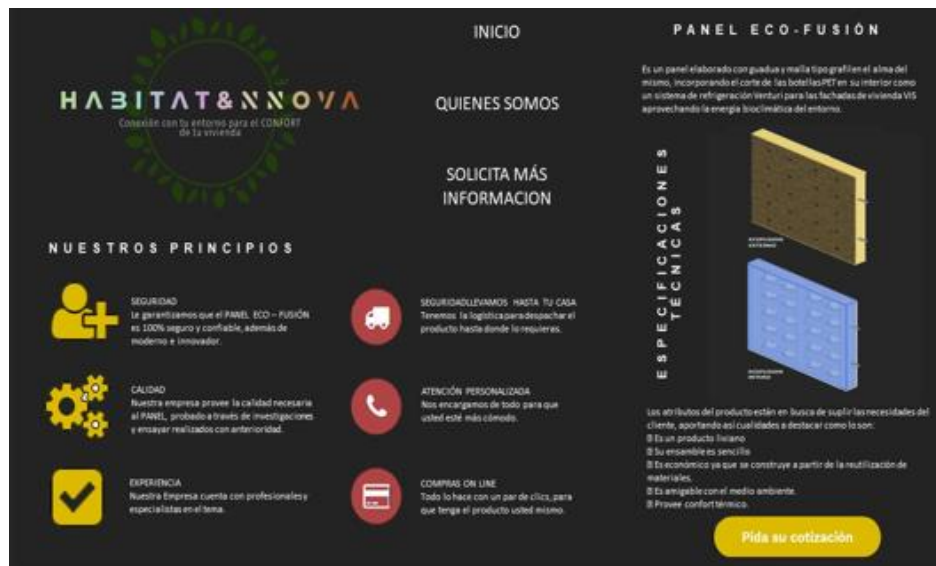 HABITAT&NNOVA
Conexión con tu entorno para el CONFORT
de tu vivienda
INICIO
QUIENES SOMOS
SOLICITA MÁS
INFORMACION
NUESTROS PRINCIPIOS
SEGURIDAD
Le garantizamos que el PANEL ECO – FUSIÓN
es 100% seguro y confiable, además de
moderno e innovador.
CALIDAD
Nuestra empresa provee la calidad necesaria
al PANEL, probado a través de investigaciones
y ensayar realizados con anterioridad.
EXPERIENCIA
Nuestra Empresa cuenta con profesionales y
especialistas en el tema.
SEGURIDADLLEVAMOS HASTA TU CASA
Tenemos la logística para despachar el
producto hasta donde lo requieras.
ATENCIÓN PERSONALIZADA
Nos encargamos de todo para que
usted esté más cómodo.
COMPRAS ON LINE
Todo lo hace con un par de clics, para
que tenga el producto usted mismo.
PANEL ECO-FUSIÓN
Es un panel elaborado con guadua y malla tipo grafil en el alma del
mismo, incorporando el corte de las botellas PET en su interior como
un sistema de refrigeración Venturi para las fachadas de vivienda VIS
aprovechando la energía bioclimática del entorno.
ESPECIFICACIONES
TÉCNICAS
Los atributos del producto están en busca de suplir las necesidades del
cliente, aportando así cualidades a destacar como lo son:
Es un producto liviano
Su ensamble es sencillo
Es económico ya que se construye a partir de la reutilización de
materiales.
Es amigable con el medio ambiente.
Provee confort térmico.
Pida su cotización